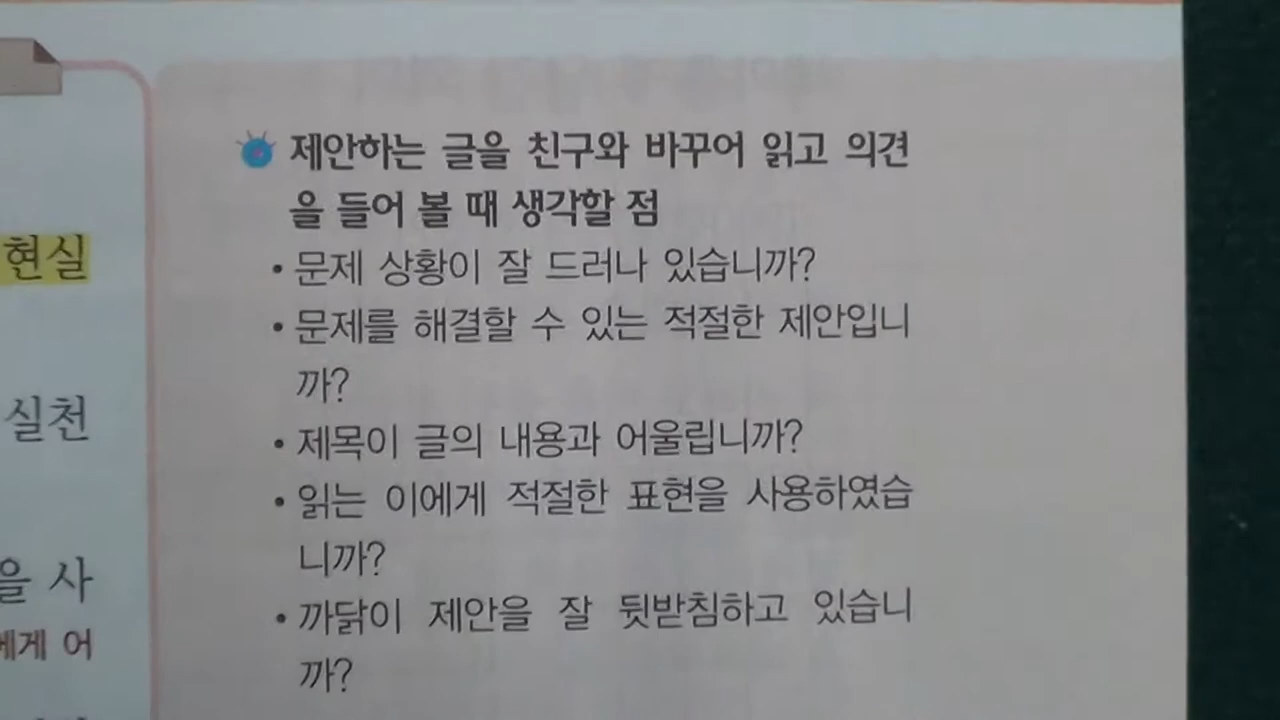 현실
실천
을 사
에게 어
제안하는 글을 친구와 바꾸어 읽고 의견
을 들어 볼 때 생각할 점
• 문제 상황이 잘 드러나 있습니까?
• 문제를 해결할 수 있는 적절한 제안입니
까?
• 제목이 글의 내용과 어울립니까?
• 읽는 이에게 적절한 표현을 사용하였습
니까?
• 까닭이 제안을 잘 뒷받침하고 있습니
까?